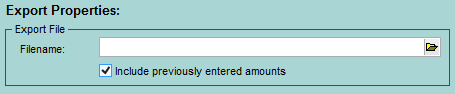 Export Properties:
Export File
Filename:
Include previously entered amounts